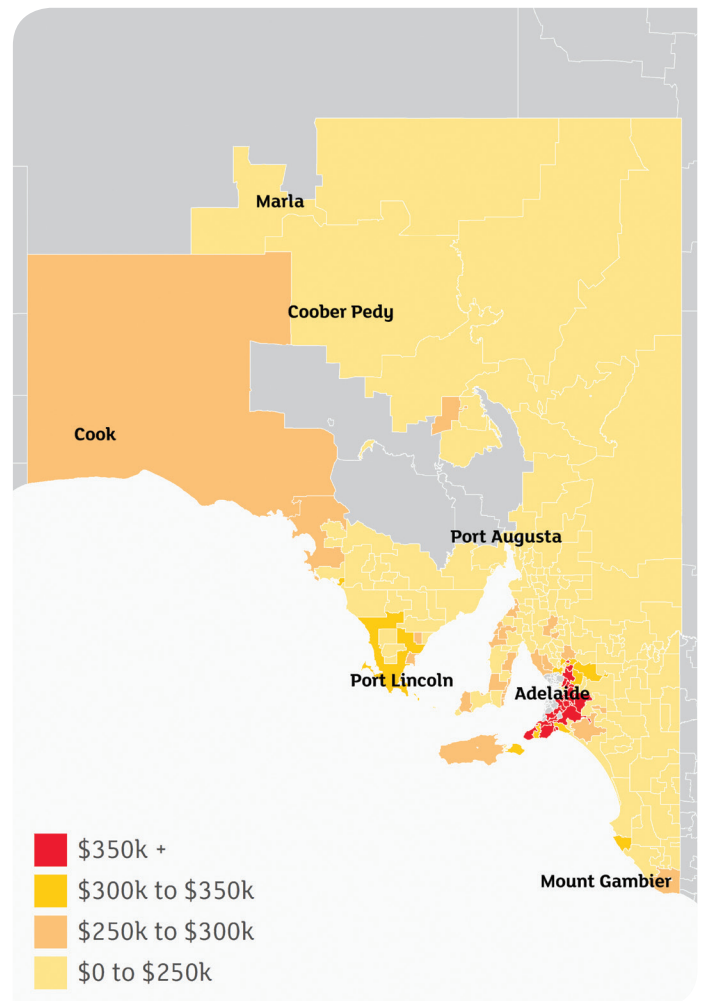 Marla
Coober Pedy
Cook
Port Augusta
Port Lincoln
Adelaide
Mount Gambier
$350k +
$300k to $350k
$250k to $300k
$0 to $250k